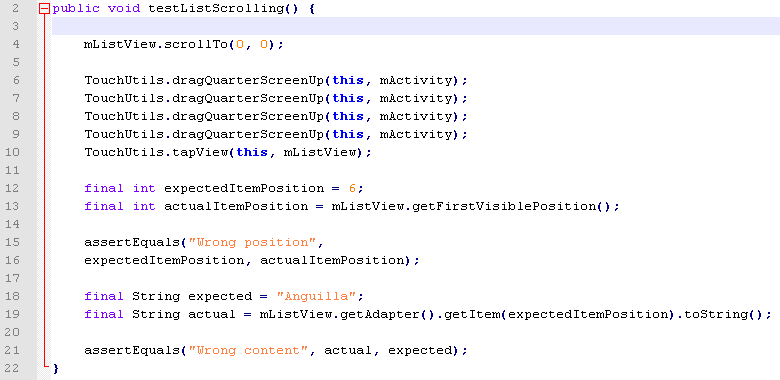 2 public void testListScrolling() {
3
4 mListView.scrollTo(0, 0);
5
6 TouchUtils.dragQuarterScreenUp(this, mActivity);
7 TouchUtils.dragQuarterScreenUp(this, mActivity);
8 TouchUtils.dragQuarterScreenUp(this, mActivity);
9 TouchUtils.dragQuarterScreenUp(this, mActivity);
10 TouchUtils.tapView(this, mListView);
11
12 final int expectedItemPosition = 6;
13 final int actualItemPosition = mListView.getFirstVisiblePosition();
14
15 assertEquals("Wrong position",
16 expectedItemPosition, actualItemPosition);
17
18 final String expected = "Anguilla";
19 final String actual = mListView.getAdapter().getItem(expectedItemPosition).toString();
20
21 assertEquals("Wrong content", actual, expected);
22 }